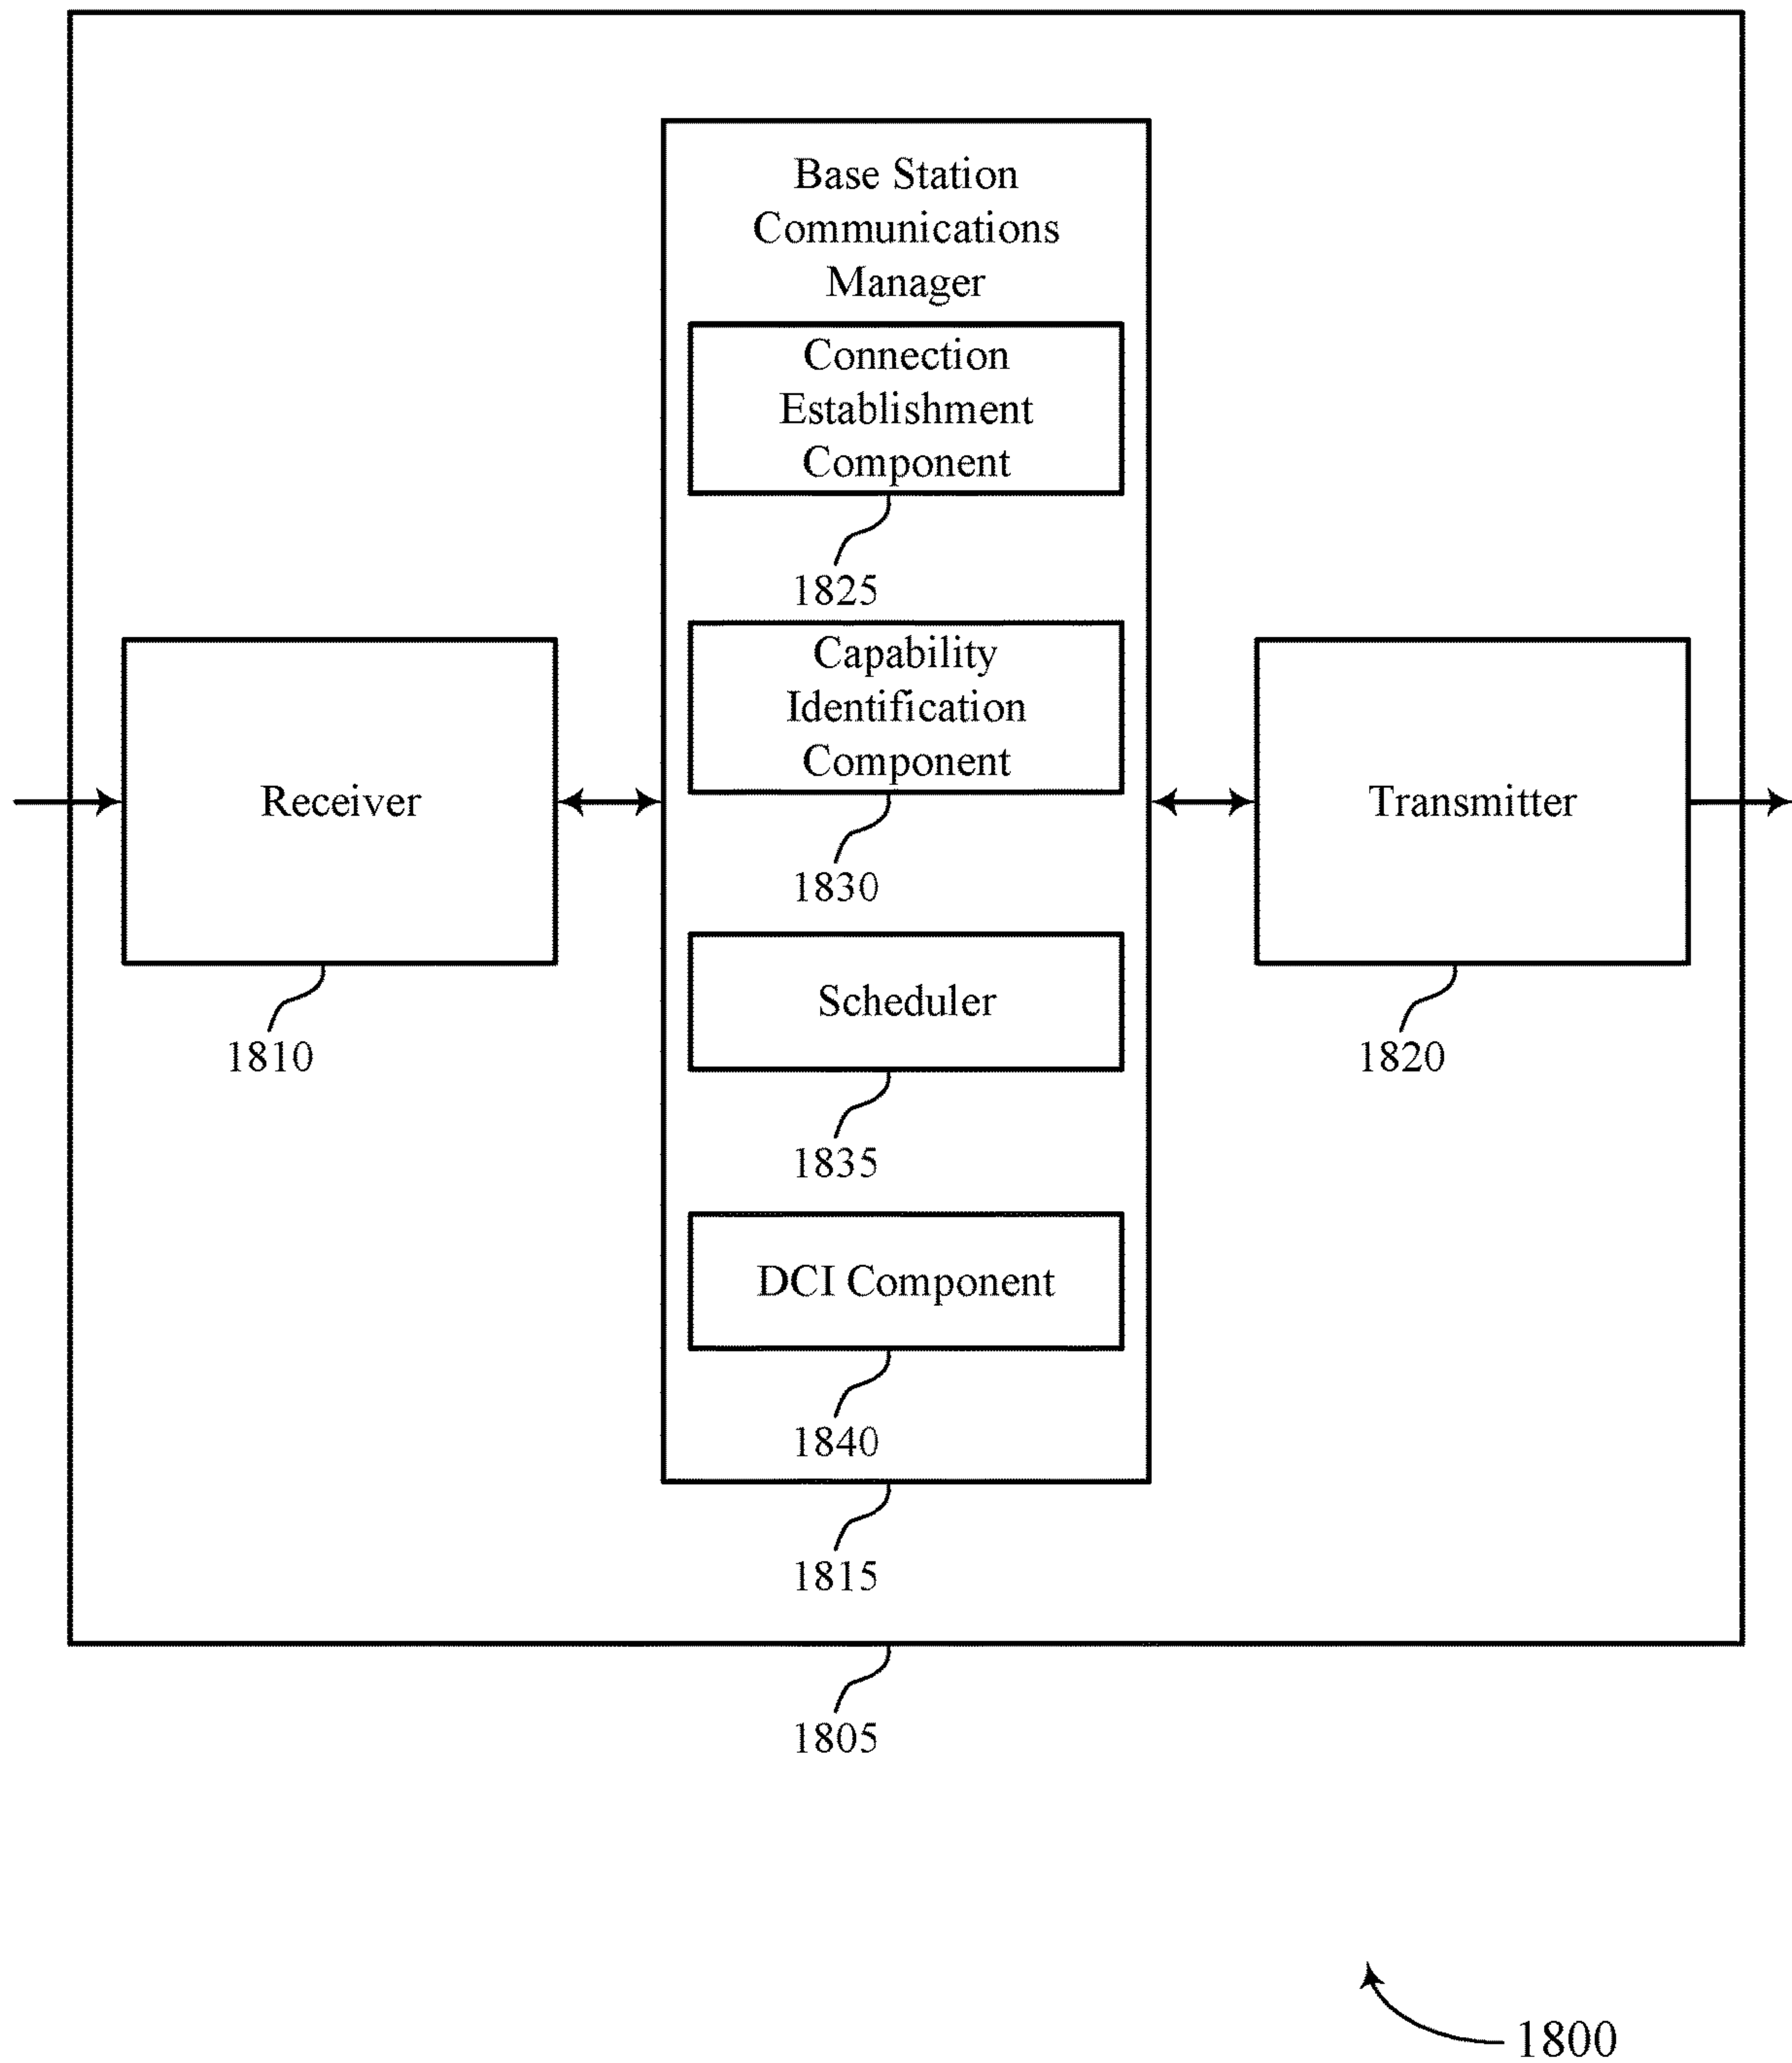 Base Station
Communications
Manager
Connection
Establishment
Component
1825
Capability
Identification
Component
1830
Receiver
1810
Transmitter
1820
Scheduler
1835
DCI Component
1840
1815
1805
1800